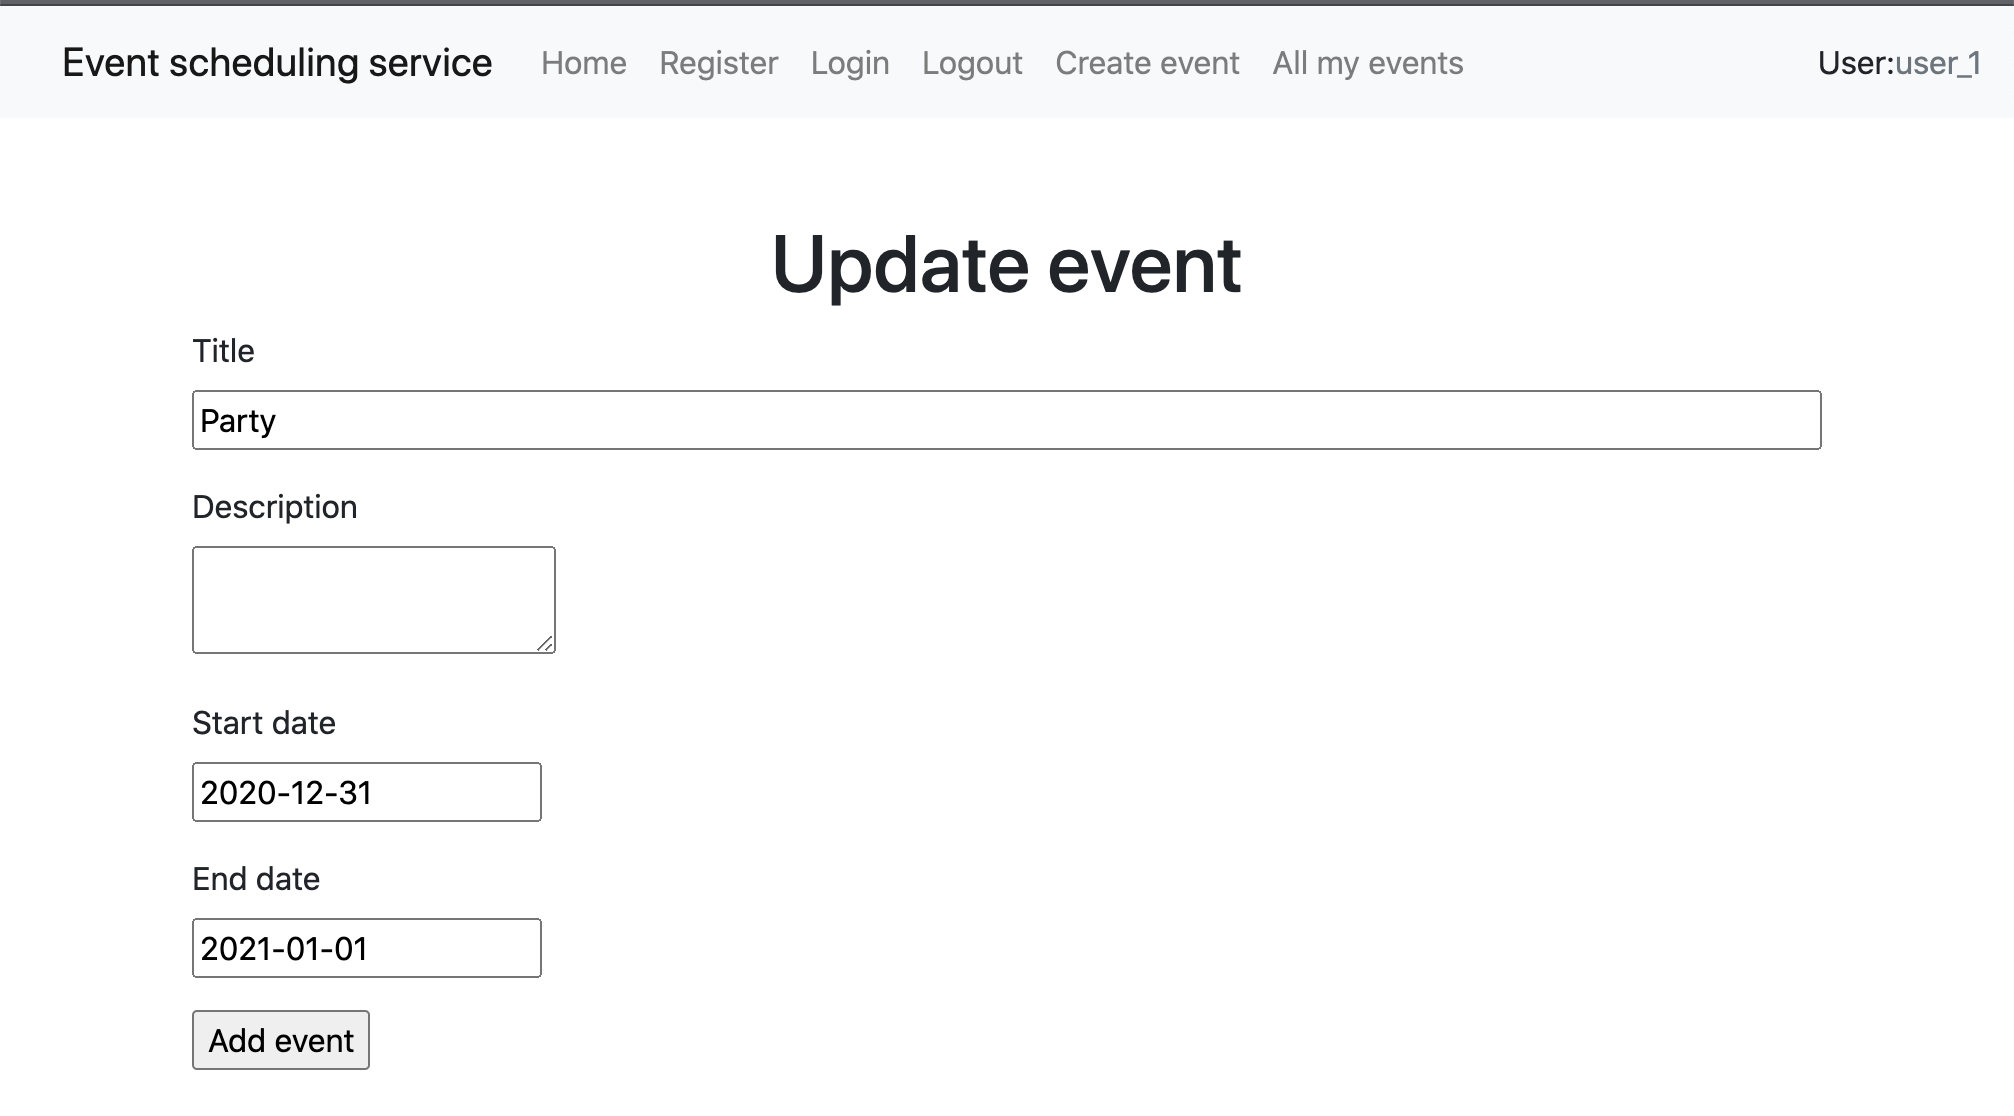 Event scheduling service Home Register Login Logout Create event All my events User:user_1
Update event
Title
Party
Description
Start date
2020-12-31
End date
2021-01-01
Add event